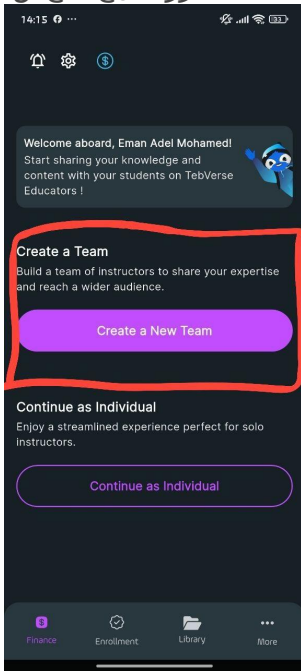 14:15
Welcome aboard, Eman Adel Mohamed!
Start sharing your knowledge and
content with your students on TebVerse
Educators !
Create a Team
Build a team of instructors to share your expertise
and reach a wider audience.
Create a New Team
Continue as Individual
Enjoy a streamlined experience perfect for solo
instructors.
Continue as Individual
Finance Enrollment Library More